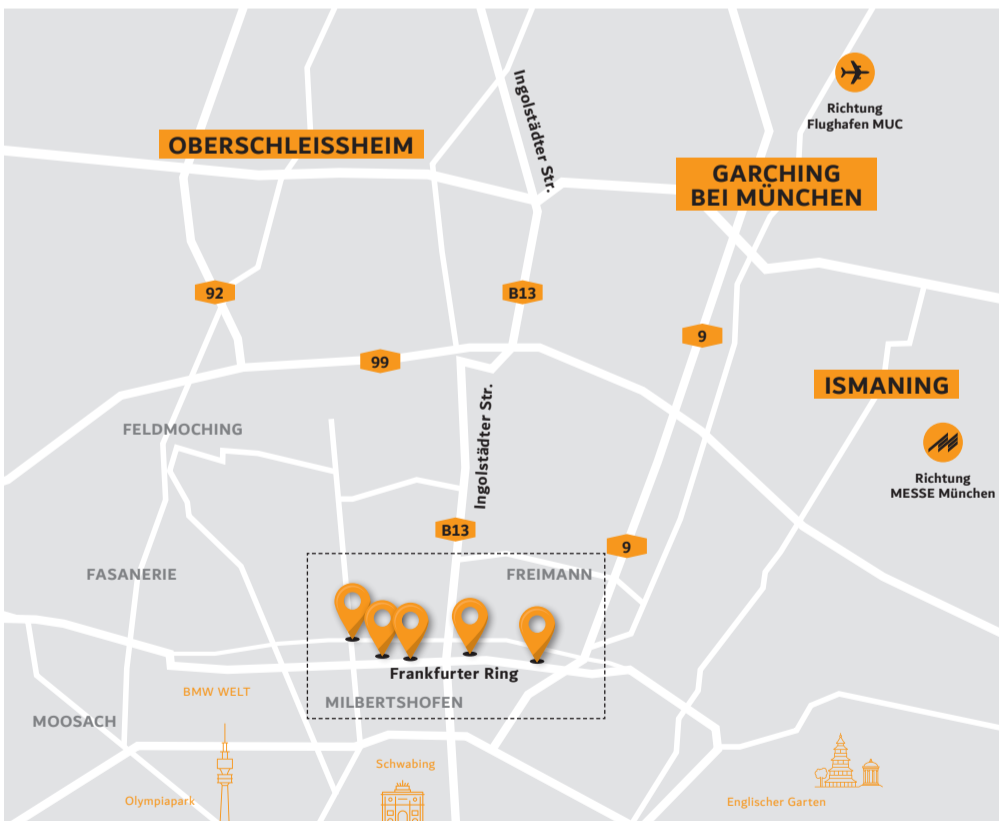 Ingolstädter Str.
Richtung
Flughafen MUC
OBERSCHLEISSHEIM
GARCHING
BEI MÜNCHEN
92
B13
9
99
ISMANING
Ingolstädter Str.
FELDMOCHING
Richtung
MESSE München
B13
9
FASANERIE
FREIMANN
Frankfurter Ring
BMW WELT
MILBERTSHOFEN
MOOSACH
Schwabing
Olympiapark
Englischer Garten